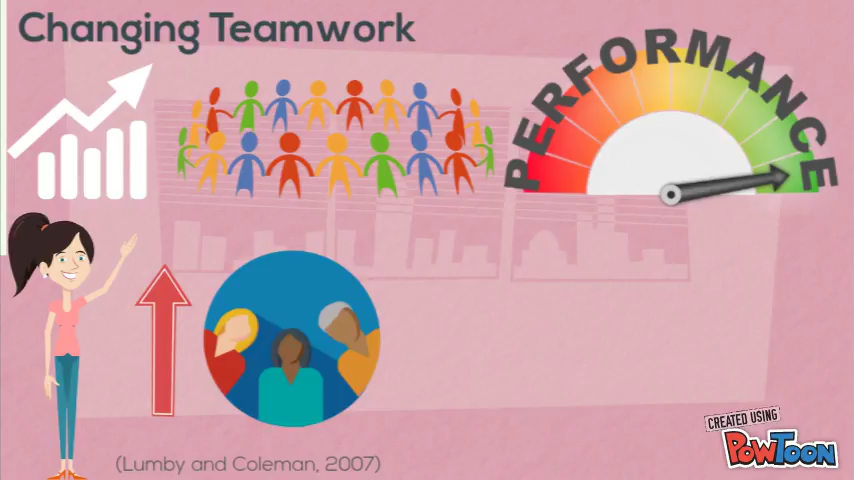 Changing Teamwork
PERFORMANCE
(Lumby and Coleman, 2007)
CREATED USING
PowToon